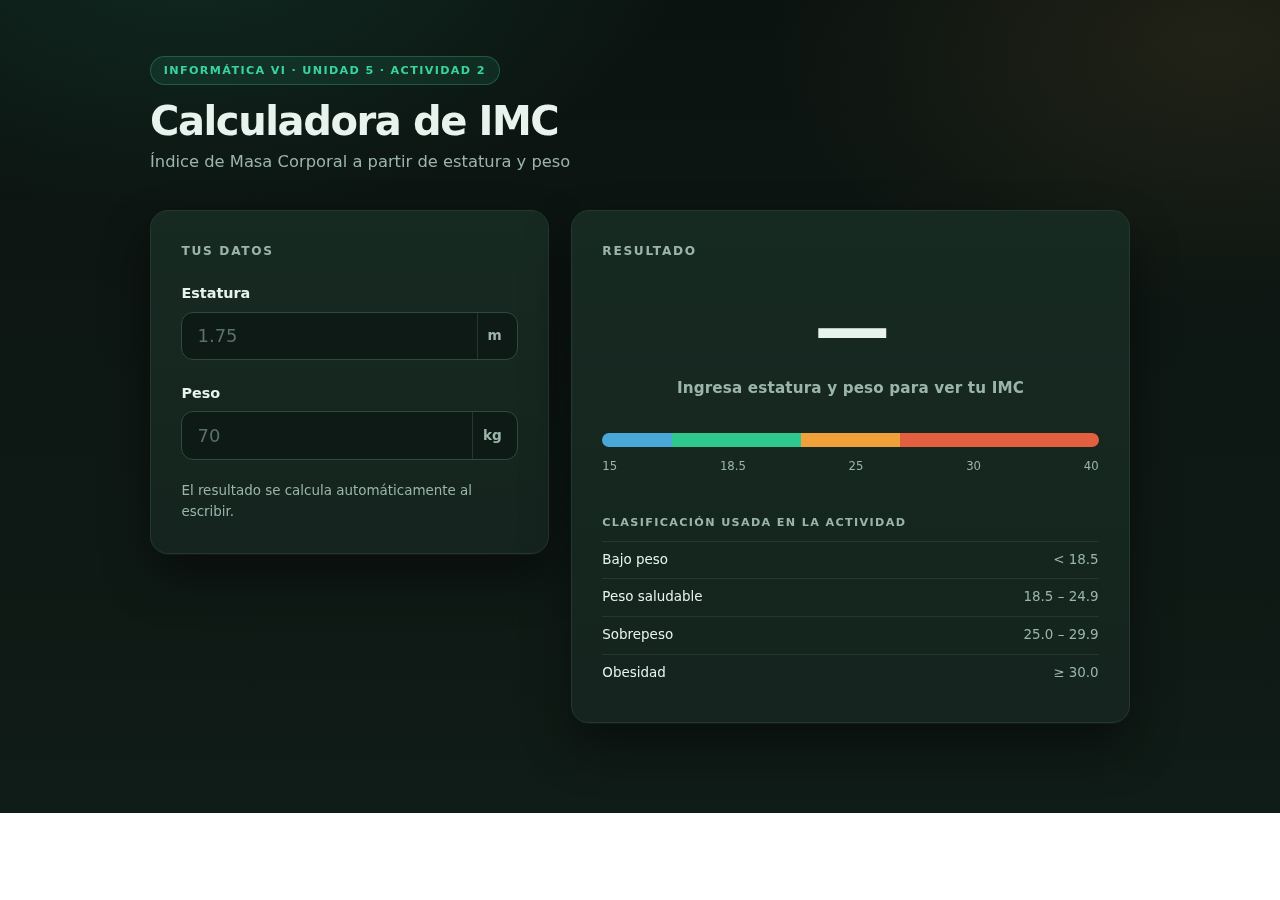 INFORMÁTICA VI · UNIDAD 5 · ACTIVIDAD 2
Calculadora de IMC
Índice de Masa Corporal a partir de estatura y peso
TUS DATOS
Estatura
1.75 m
Peso
70 kg
El resultado se calcula automáticamente al
escribir.
RESULTADO
—
Ingresa estatura y peso para ver tu IMC
15 18.5 25 30 40
CLASIFICACIÓN USADA EN LA ACTIVIDAD
Bajo peso < 18.5
Peso saludable 18.5 – 24.9
Sobrepeso 25.0 – 29.9
Obesidad ≥ 30.0